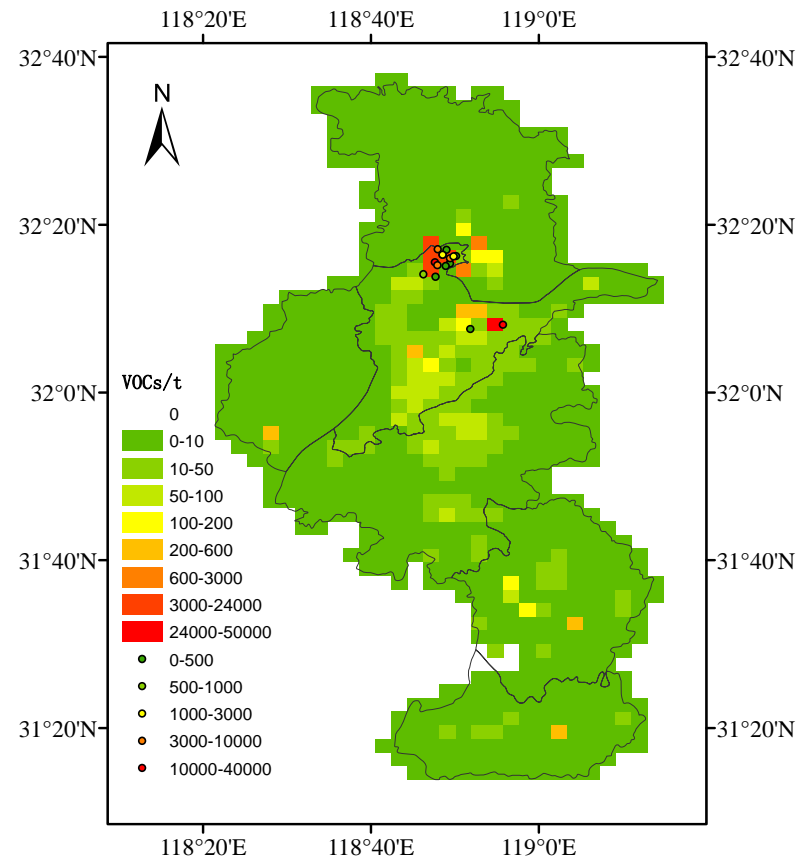 118°20'E 118°40'E 119°0'E
32°40'N 32°40'N
N
32°20'N 32°20'N
32°0'N 32°0'N
VOCs/t
0
0-10
10-50
50-100
100-200
200-600
31°40'N 31°40'N
600-3000
3000-24000
24000-50000
0-500
500-1000
1000-3000
31°20'N 31°20'N
3000-10000
10000-40000
118°20'E 118°40'E 119°0'E